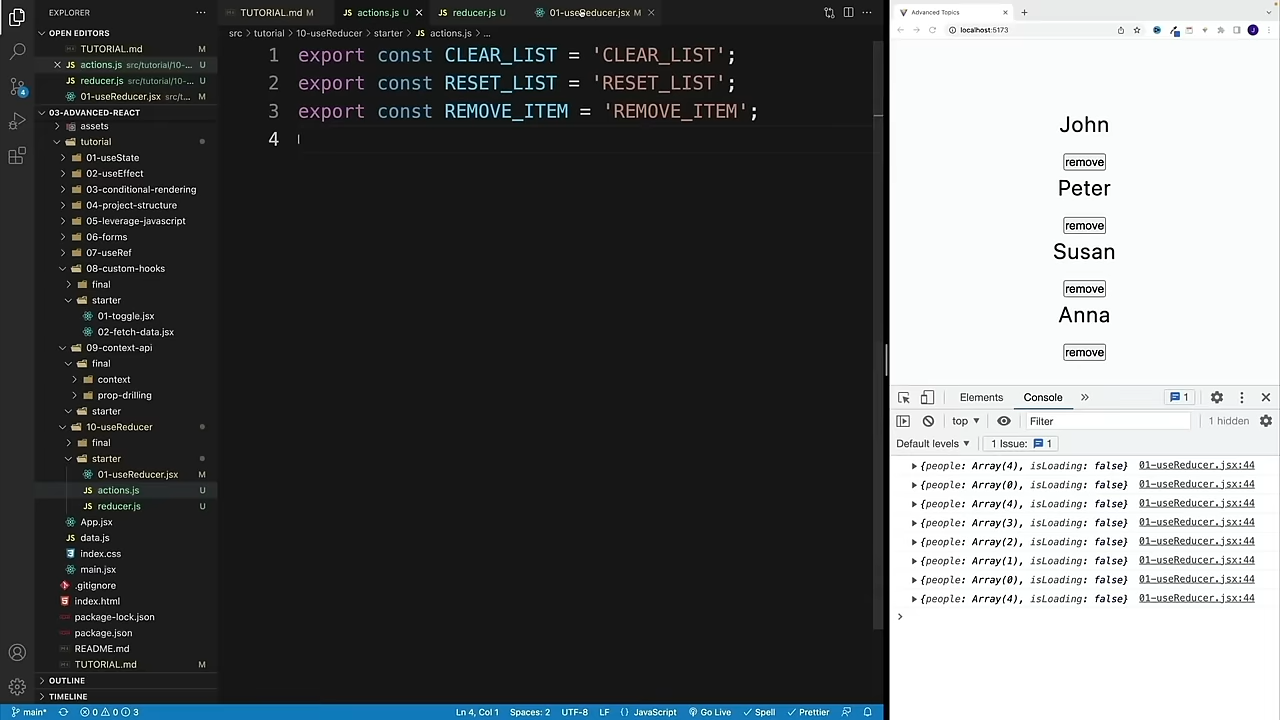 EXPLORER
OPEN EDITORS
TUTORIAL.md M
actions.js src/tutorial/10-... U
reducer.js src/tutorial/10-... U
01-useReducer.jsx src/t... M
03-ADVANCED-REACT
assets
tutorial
01-useState
02-useEffect
03-conditional-rendering
04-project-structure
05-leverage-javascript
06-forms
07-useRef
08-custom-hooks
final
starter
01-toggle.jsx
02-fetch-data.jsx
09-context-api
final
context
prop-drilling
starter
10-useReducer
final
starter
01-useReducer.jsx M
actions.js U
reducer.js U
App.jsx
data.js
index.css
main.jsx
.gitignore
index.html
package-lock.json
package.json
README.md
TUTORIAL.md M
OUTLINE
TIMELINE
TUTORIAL.md M
actions.js U
reducer.js U
01-useReducer.jsx M
src > tutorial > 10-useReducer > starter > JS actions.js > ...
1 export const CLEAR_LIST = 'CLEAR_LIST';
2 export const RESET_LIST = 'RESET_LIST';
3 export const REMOVE_ITEM = 'REMOVE_ITEM';
4
main* 0 0 3 Ln 4, Col 1 Spaces: 2 UTF-8 LF { } JavaScript Go Live Spell Prettier
Advanced Topics
localhost:5173
John
remove
Peter
remove
Susan
remove
Anna
remove
Elements Console 1
top Filter 1 hidden
Default levels 1 Issue: 1
{people: Array(4), isLoading: false} 01-useReducer.jsx:44
{people: Array(0), isLoading: false} 01-useReducer.jsx:44
{people: Array(4), isLoading: false} 01-useReducer.jsx:44
{people: Array(3), isLoading: false} 01-useReducer.jsx:44
{people: Array(2), isLoading: false} 01-useReducer.jsx:44
{people: Array(1), isLoading: false} 01-useReducer.jsx:44
{people: Array(0), isLoading: false} 01-useReducer.jsx:44
{people: Array(4), isLoading: false} 01-useReducer.jsx:44